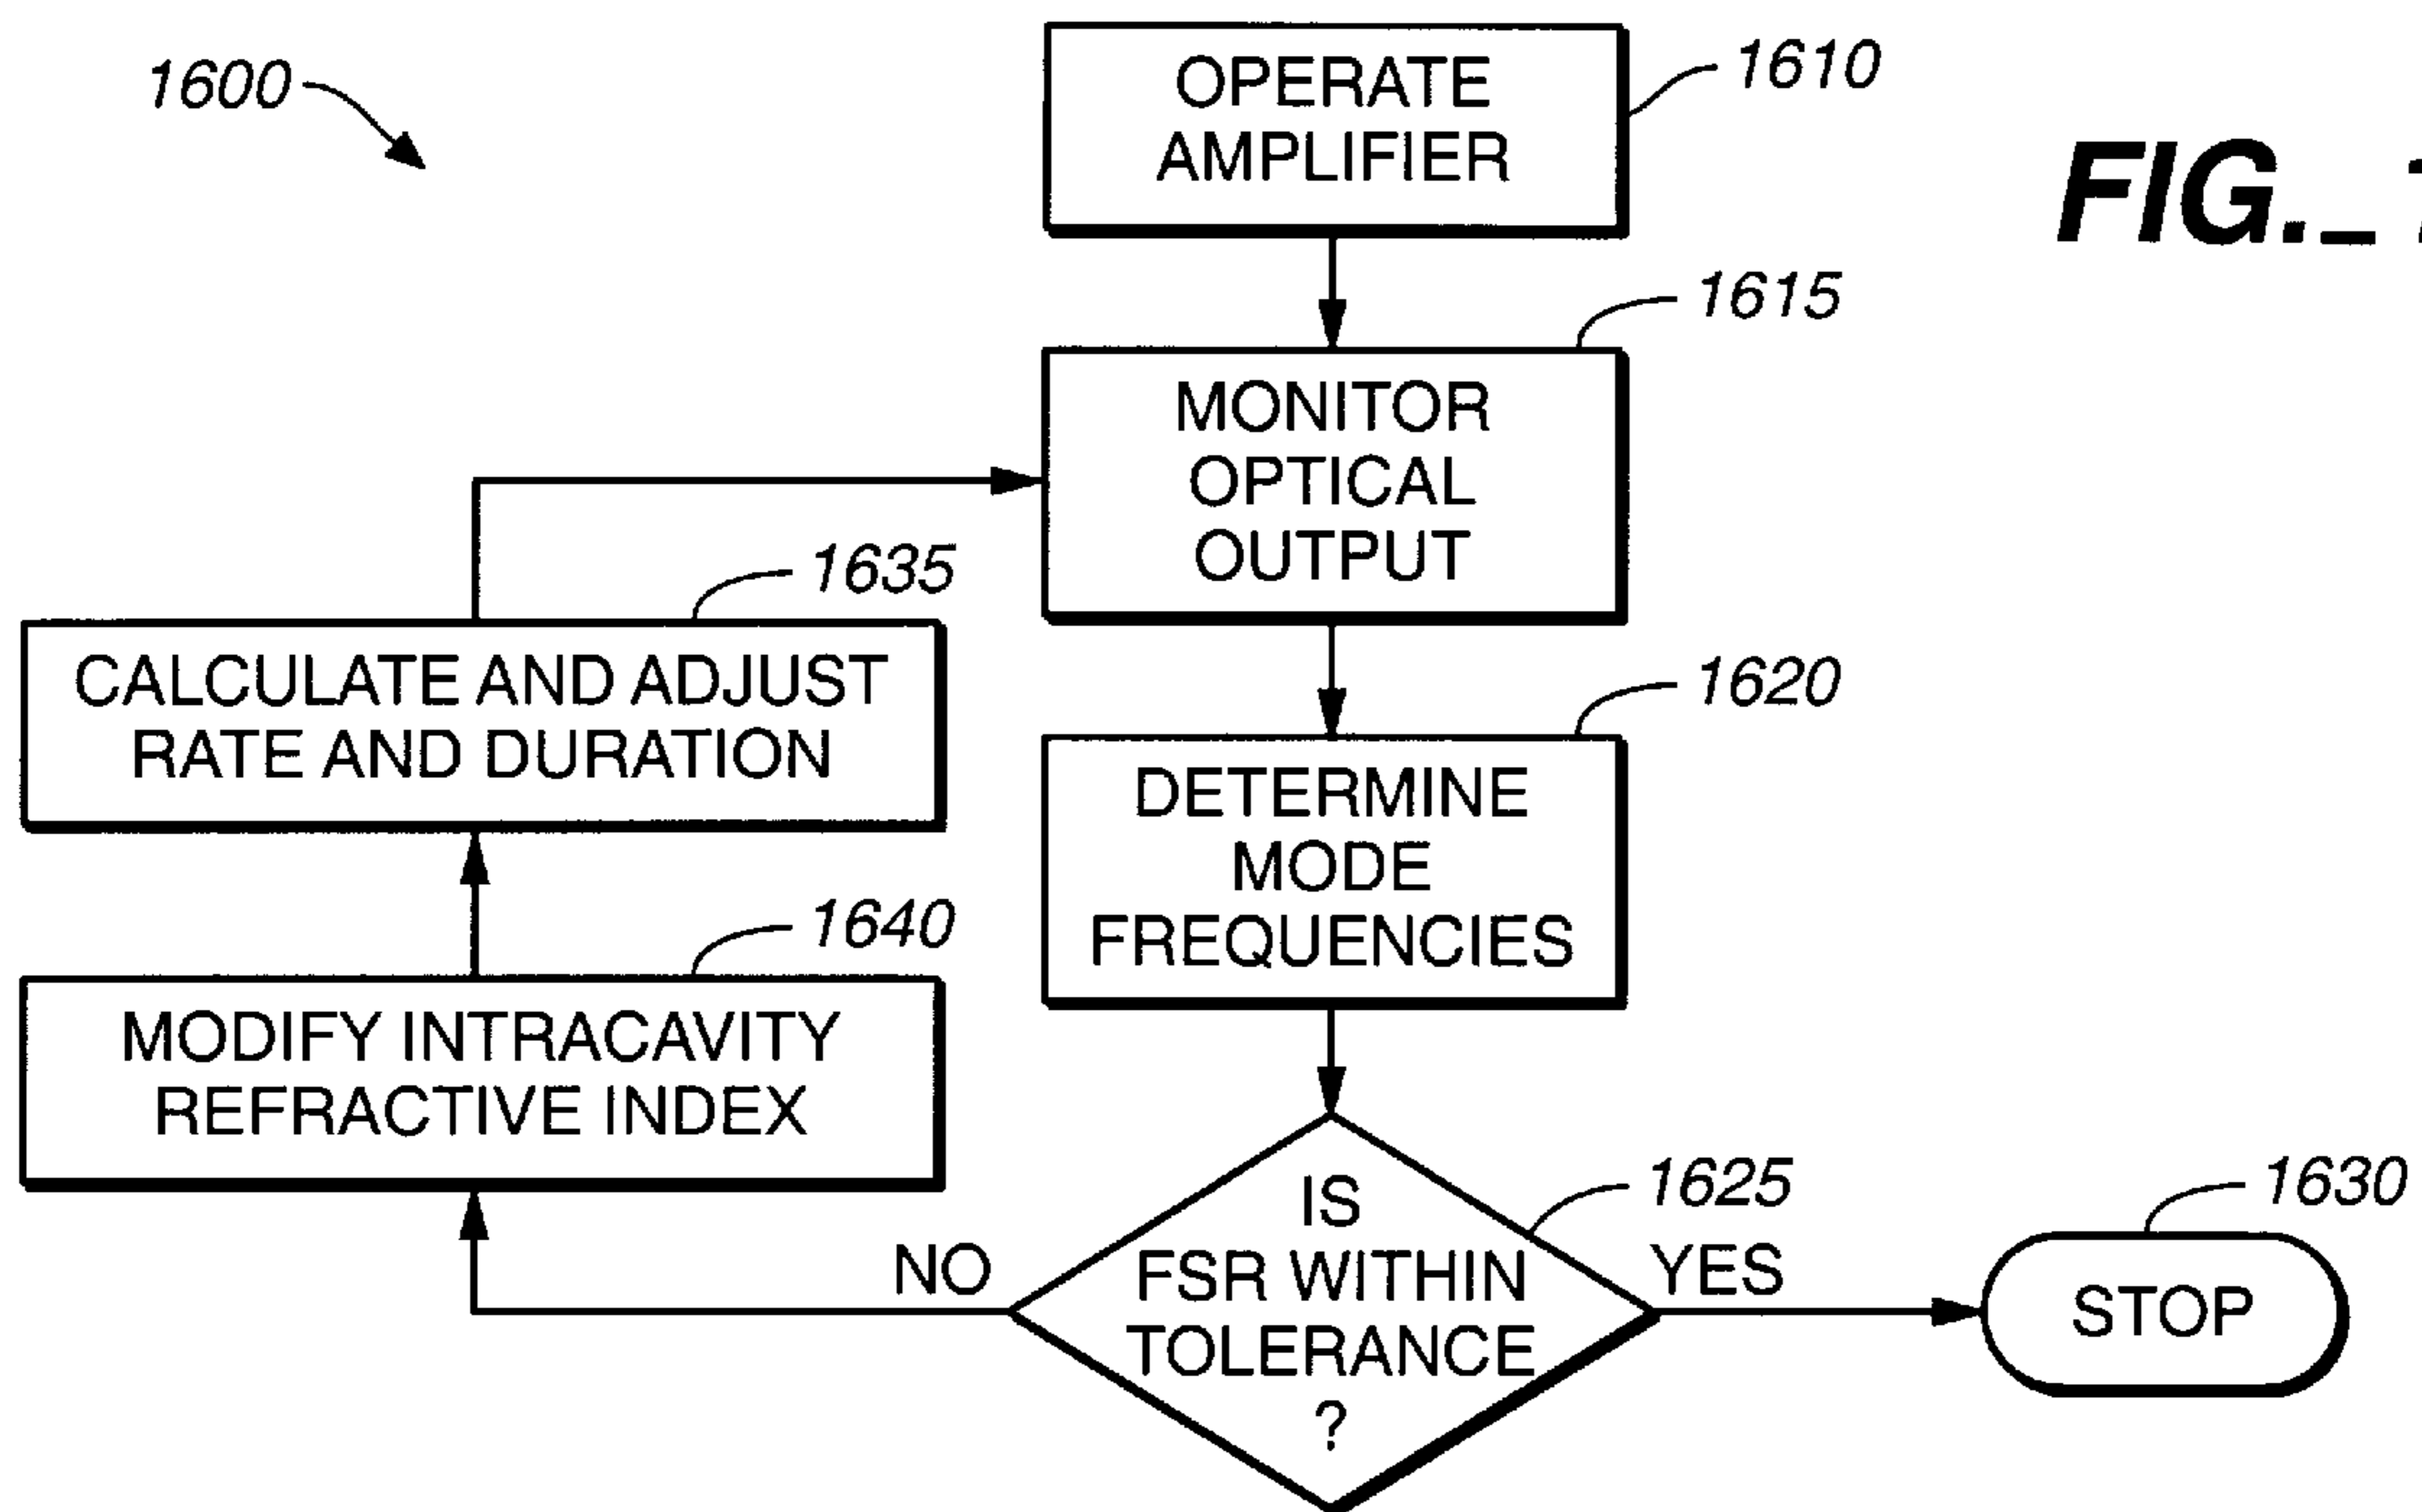 1600
OPERATE
AMPLIFIER
1610
FIG._
MONITOR
OPTICAL
OUTPUT
1615
CALCULATE AND ADJUST
RATE AND DURATION
1635
DETERMINE
MODE
FREQUENCIES
1620
MODIFY INTRACAVITY
REFRACTIVE INDEX
1640
IS
FSR WITHIN
TOLERANCE
?
1625
NO
YES
STOP
1630